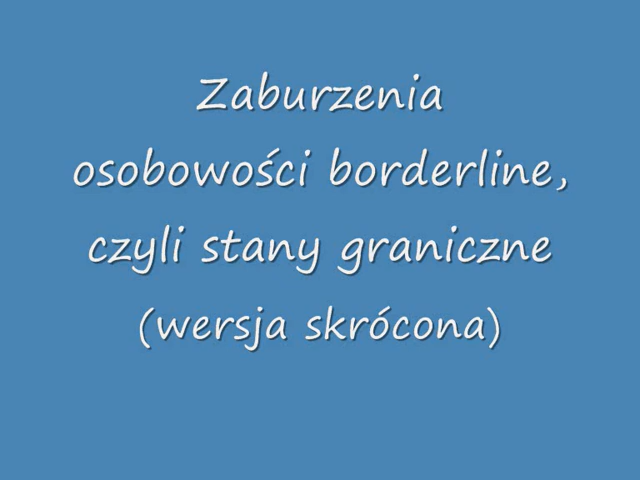 Zaburzenia
osobowości borderline,
czyli stany graniczne
(wersja skrócona)